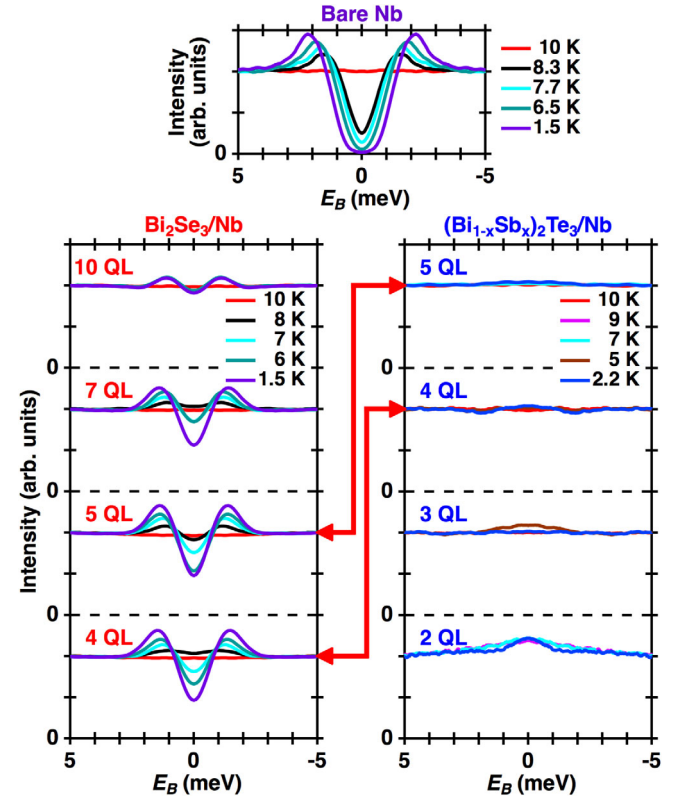 Bare Nb
Intensity
(arb. units)
10 K
8.3 K
7.7 K
6.5 K
1.5 K
0
5 0 -5
E_B (meV)
Bi₂Se₃/Nb
10 QL
10 K
8 K
7 K
6 K
1.5 K
0
7 QL
0
5 QL
0
4 QL
0
Intensity (arb. units)
5 0 -5
E_B (meV)
(Bi₁₋ₓSbₓ)₂Te₃/Nb
5 QL
10 K
9 K
7 K
5 K
2.2 K
4 QL
3 QL
2 QL
5 0 -5
E_B (meV)